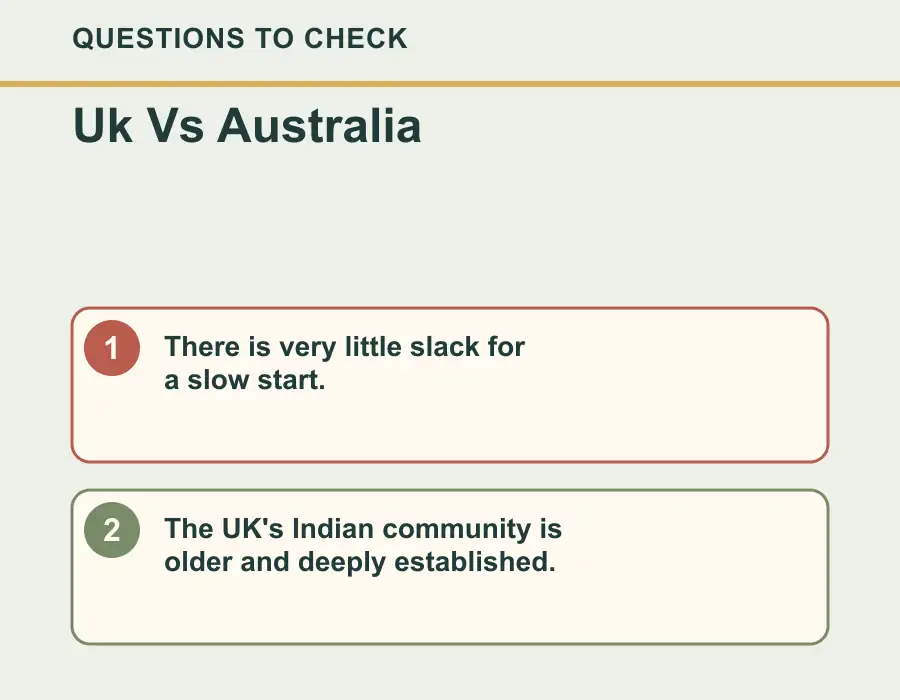 QUESTIONS TO CHECK
Uk Vs Australia
1
There is very little slack for
a slow start.
2
The UK's Indian community is
older and deeply established.